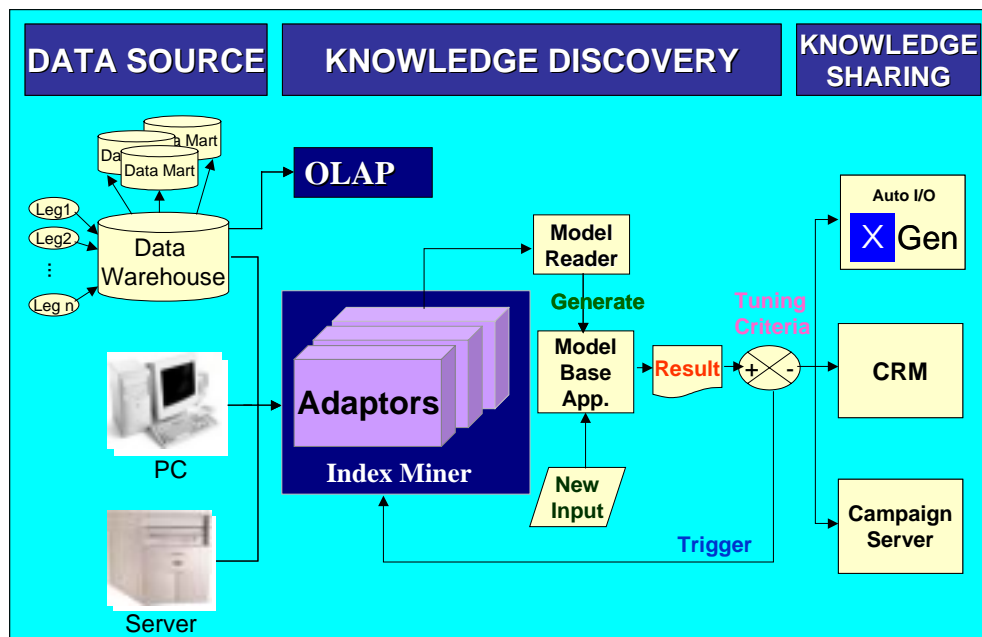 DATA SOURCE
KNOWLEDGE DISCOVERY
KNOWLEDGE
SHARING
Data Mart
Leg1
Leg2
⋮
Leg n
Data
Warehouse
OLAP
Model
Reader
Generate
Model
Base
App.
Result
Tuning
Criteria
+
-
Auto I/O
X Gen
CRM
Campaign
Server
Adaptors
Index Miner
New
Input
Trigger
PC
Server